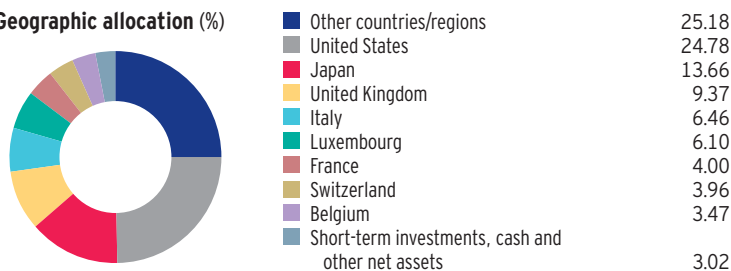 Geographic allocation (%)
Other countries/regions 25.18
United States 24.78
Japan 13.66
United Kingdom 9.37
Italy 6.46
Luxembourg 6.10
France 4.00
Switzerland 3.96
Belgium 3.47
Short-term investments, cash and
other net assets 3.02